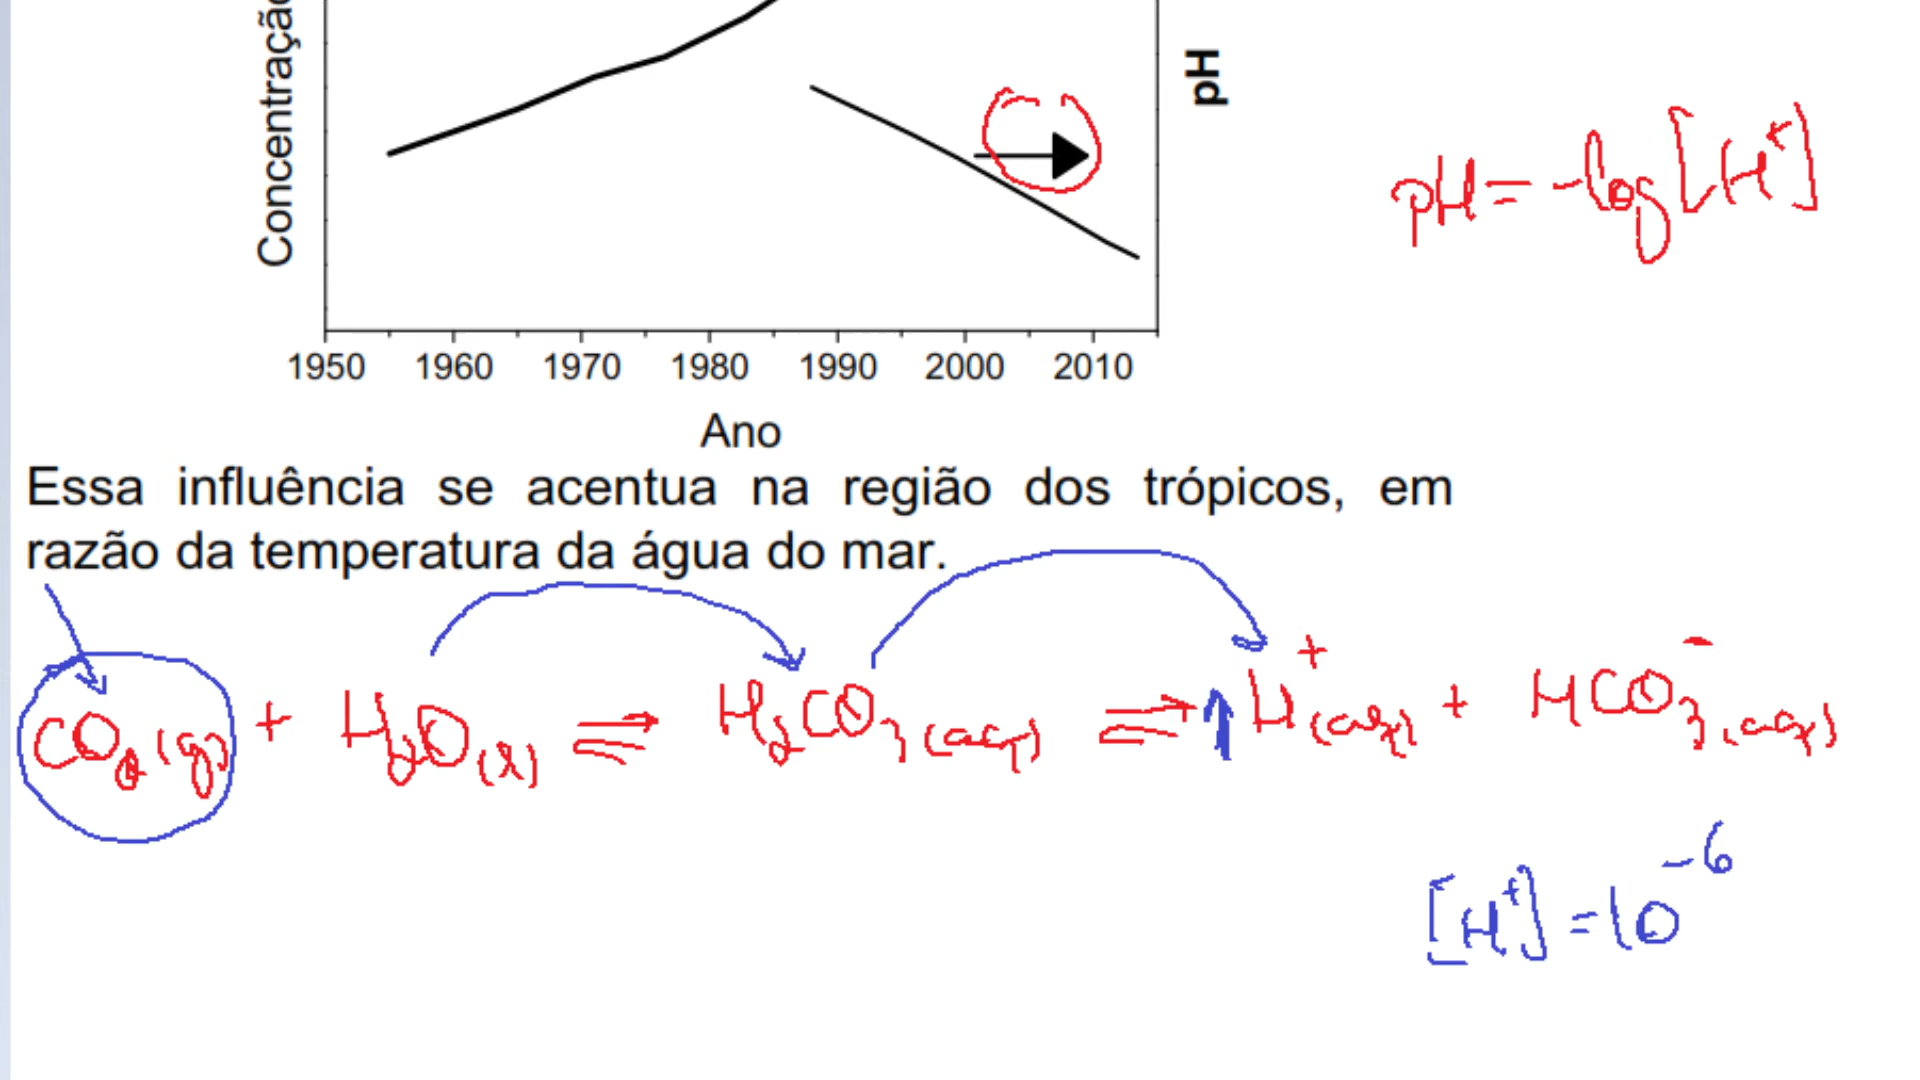 Concentração
pH
pH = -log[H⁺]
1950 1960 1970 1980 1990 2000 2010
Ano
Essa influência se acentua na região dos trópicos, em
razão da temperatura da água do mar.
CO₂(g) + H₂O(l) ⇌ H₂CO₃(aq) ⇌ ↑H⁺(aq) + HCO₃⁻(aq)
[H⁺] = 10⁻⁶